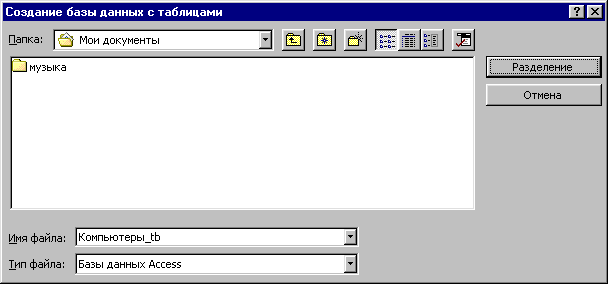 Создание базы данных с таблицами
Папка: Мои документы
музыка
Разделение
Отмена
Имя файла: Компьютеры_tb
Тип файла: Базы данных Access